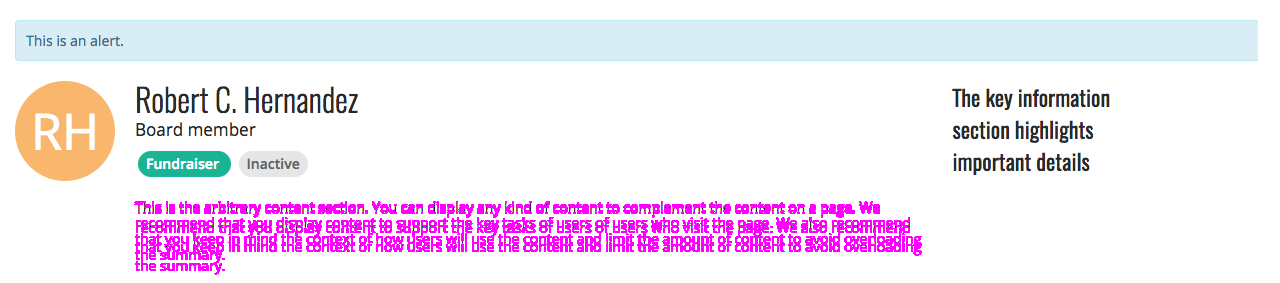 This is an alert.
RH
Robert C. Hernandez
Board member
Fundraiser
Inactive
The key information
section highlights
important details
This is the arbitrary content section. You can display any kind of content to complement the content on a page. We
recommend that you display content to support the key tasks of users of users who visit the page. We also recommend
that you keep in mind the context of how users will use the content and limit the amount of content to avoid overloading
the summary.